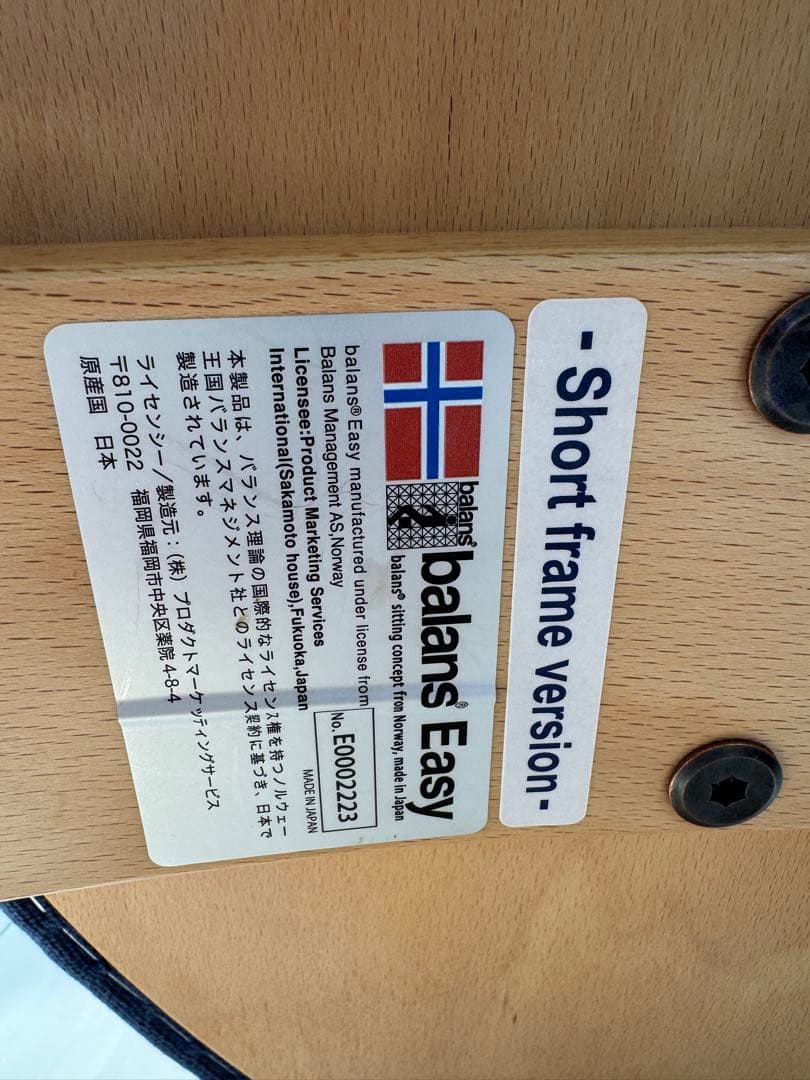 - Short frame version-
balans®
balans® Easy
balans® sitting concept fron Norway, made in Japan
balans® Easy manufactured under license from
Balans Management AS,Norway
No. E0002223
Licensee:Product Marketing Services
International(Sakamoto house),Fukuoka,Japan
MADE IN JAPAN
本製品は、バランス理論の国際的なライセンス権を持つノルウェー
王国バランスマネジメント社とのライセンス契約に基づき、日本で
製造されています。
ライセンシー/製造元:(株)プロダクトマーケッティングサービス
〒810-0022 福岡県福岡市中央区薬院 4-8-4
原産国 日本